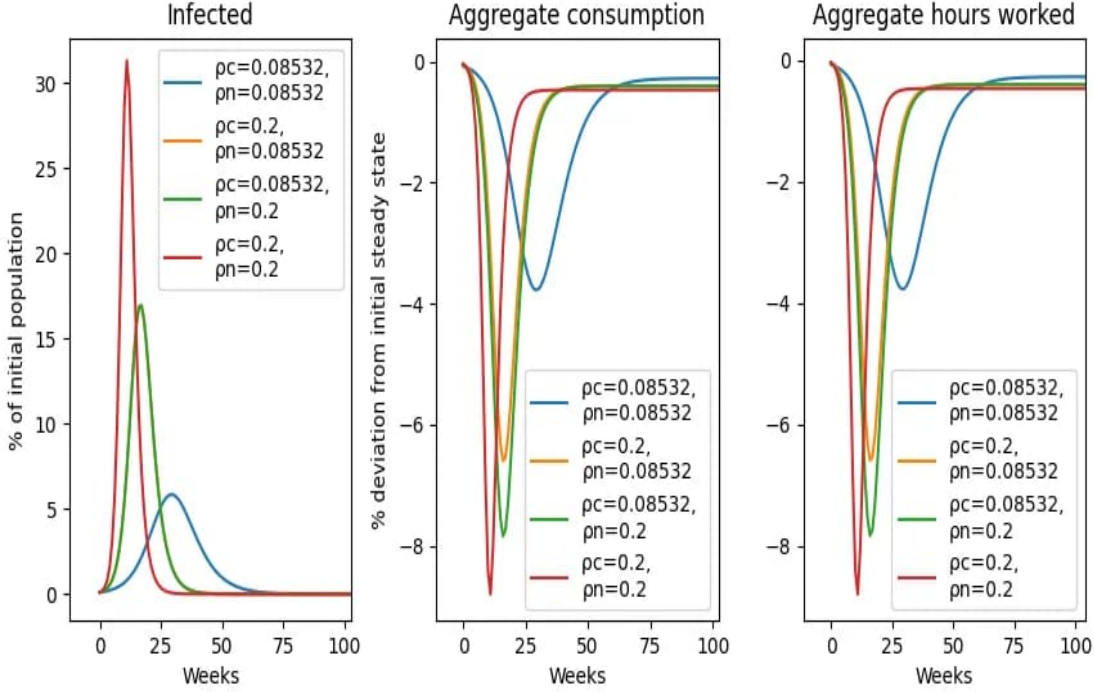 Infected
Aggregate consumption
Aggregate hours worked
% of initial population
30
25
20
15
10
5
0
ρc=0.08532,
ρn=0.08532
ρc=0.2,
ρn=0.08532
ρc=0.08532,
ρn=0.2
ρc=0.2,
ρn=0.2
0
25
50
75
100
Weeks
% deviation from initial steady state
0
−2
−4
−6
−8
ρc=0.08532,
ρn=0.08532
ρc=0.2,
ρn=0.08532
ρc=0.08532,
ρn=0.2
ρc=0.2,
ρn=0.2
0
25
50
75
100
Weeks
0
−2
−4
−6
−8
ρc=0.08532,
ρn=0.08532
ρc=0.2,
ρn=0.08532
ρc=0.08532,
ρn=0.2
ρc=0.2,
ρn=0.2
0
25
50
75
100
Weeks